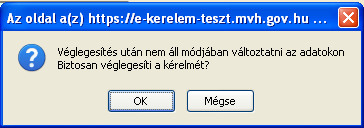 Az oldal a(z) https://e-kerelem-teszt.mvh.gov.hu ...
Véglegesítés után nem áll módjában változtatni az adatokon
Biztosan véglegesíti a kérelmét?
OK
Mégse